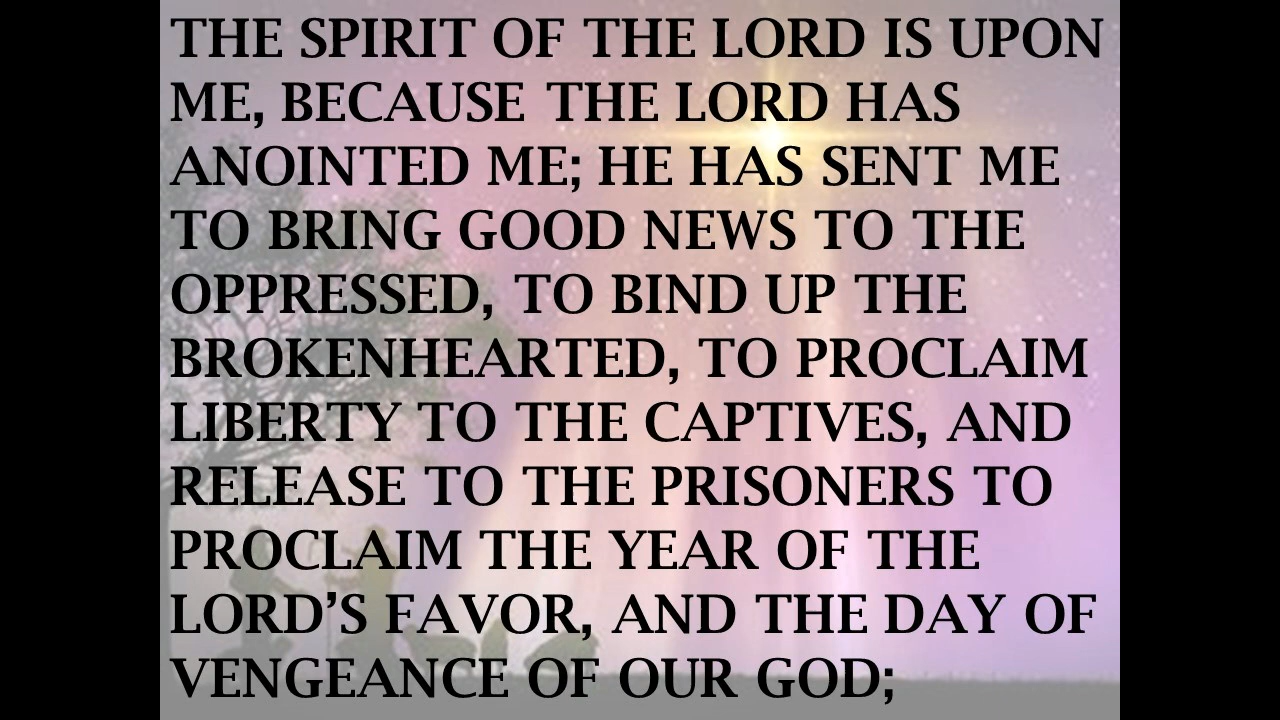 THE SPIRIT OF THE LORD IS UPON
ME, BECAUSE THE LORD HAS
ANOINTED ME; HE HAS SENT ME
TO BRING GOOD NEWS TO THE
OPPRESSED, TO BIND UP THE
BROKENHEARTED, TO PROCLAIM
LIBERTY TO THE CAPTIVES, AND
RELEASE TO THE PRISONERS TO
PROCLAIM THE YEAR OF THE
LORD’S FAVOR, AND THE DAY OF
VENGEANCE OF OUR GOD;